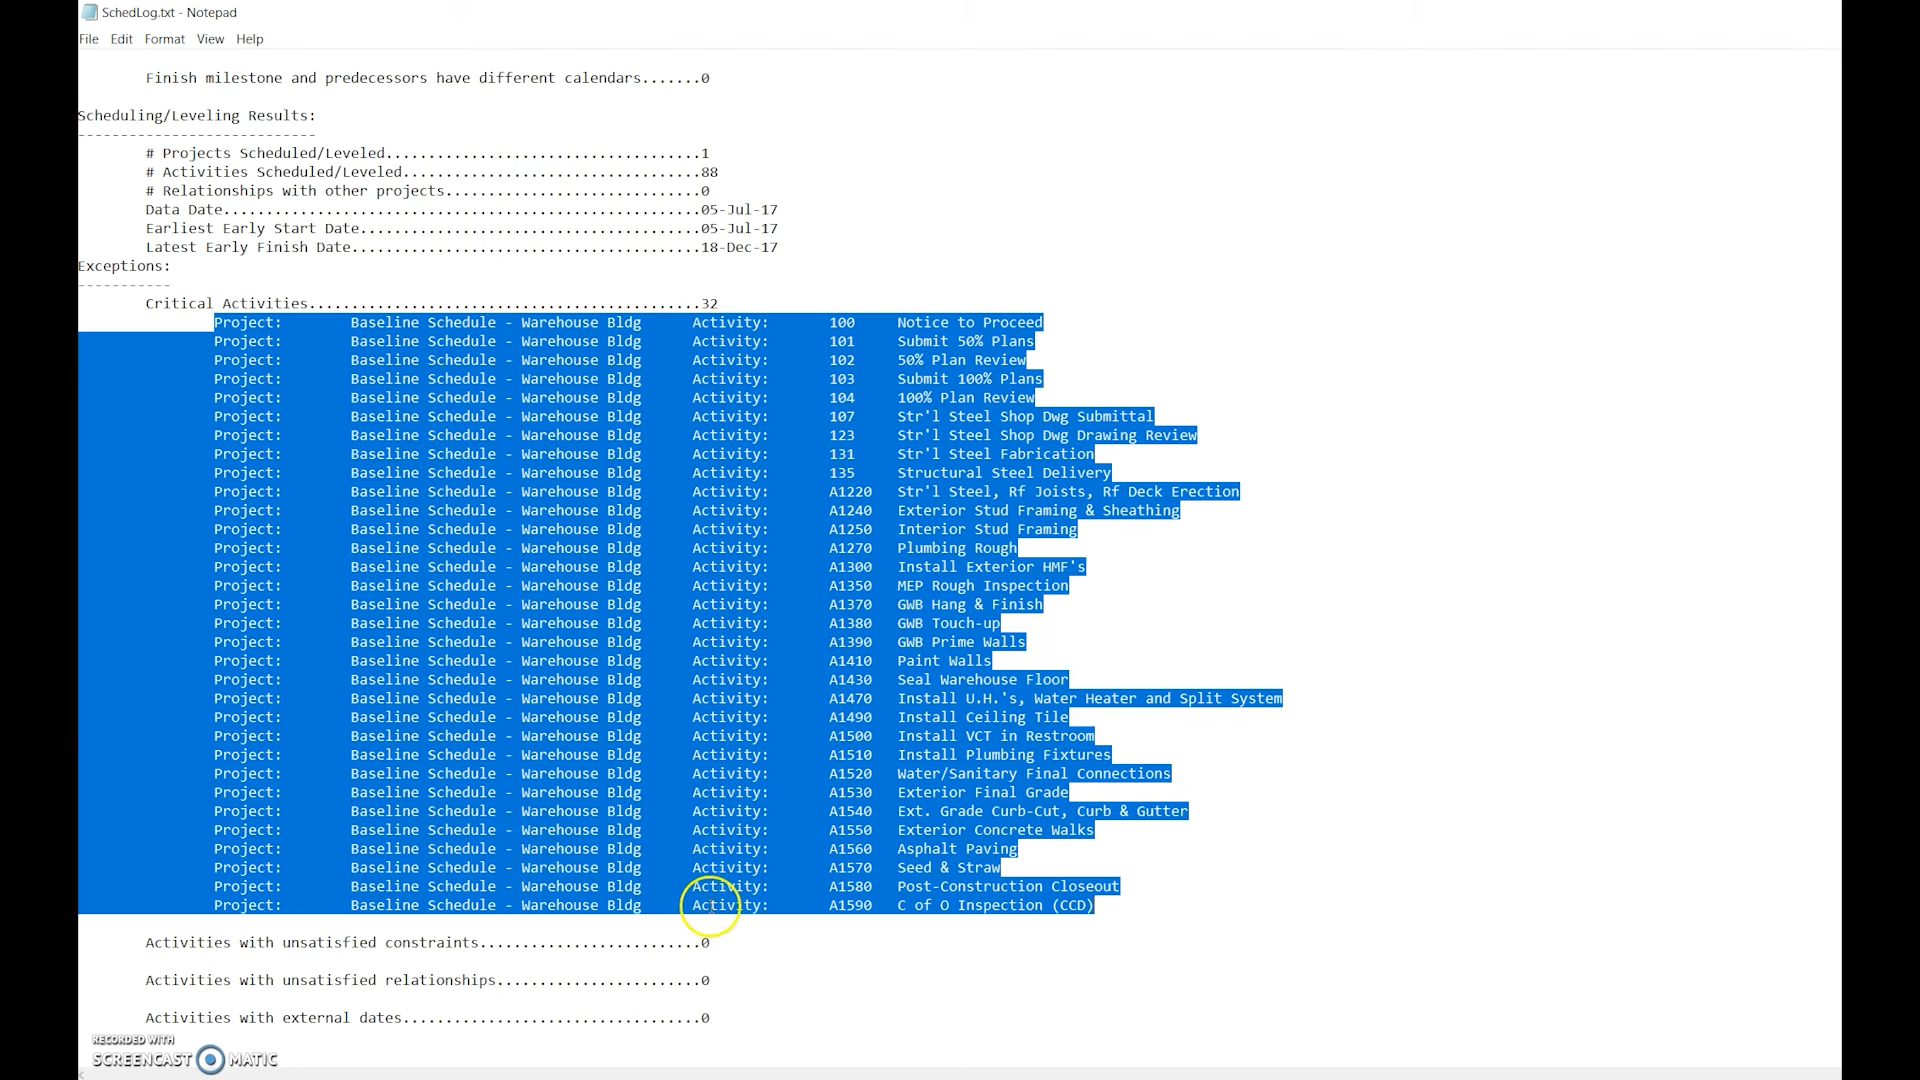 SchedLog.txt - Notepad
File Edit Format View Help
Finish milestone and predecessors have different calendars.......0
Scheduling/Leveling Results:
----------------------------
# Projects Scheduled/Leveled.....................................1
# Activities Scheduled/Leveled...................................88
# Relationships with other projects..............................0
Data Date........................................................05-Jul-17
Earliest Early Start Date........................................05-Jul-17
Latest Early Finish Date.........................................18-Dec-17
Exceptions:
-----------
Critical Activities..............................................32
Project: Baseline Schedule - Warehouse Bldg Activity: 100 Notice to Proceed
Project: Baseline Schedule - Warehouse Bldg Activity: 101 Submit 50% Plans
Project: Baseline Schedule - Warehouse Bldg Activity: 102 50% Plan Review
Project: Baseline Schedule - Warehouse Bldg Activity: 103 Submit 100% Plans
Project: Baseline Schedule - Warehouse Bldg Activity: 104 100% Plan Review
Project: Baseline Schedule - Warehouse Bldg Activity: 107 Str'l Steel Shop Dwg Submittal
Project: Baseline Schedule - Warehouse Bldg Activity: 123 Str'l Steel Shop Dwg Drawing Review
Project: Baseline Schedule - Warehouse Bldg Activity: 131 Str'l Steel Fabrication
Project: Baseline Schedule - Warehouse Bldg Activity: 135 Structural Steel Delivery
Project: Baseline Schedule - Warehouse Bldg Activity: A1220 Str'l Steel, Rf Joists, Rf Deck Erection
Project: Baseline Schedule - Warehouse Bldg Activity: A1240 Exterior Stud Framing & Sheathing
Project: Baseline Schedule - Warehouse Bldg Activity: A1250 Interior Stud Framing
Project: Baseline Schedule - Warehouse Bldg Activity: A1270 Plumbing Rough
Project: Baseline Schedule - Warehouse Bldg Activity: A1300 Install Exterior HMF's
Project: Baseline Schedule - Warehouse Bldg Activity: A1350 MEP Rough Inspection
Project: Baseline Schedule - Warehouse Bldg Activity: A1370 GWB Hang & Finish
Project: Baseline Schedule - Warehouse Bldg Activity: A1380 GWB Touch-up
Project: Baseline Schedule - Warehouse Bldg Activity: A1390 GWB Prime Walls
Project: Baseline Schedule - Warehouse Bldg Activity: A1410 Paint Walls
Project: Baseline Schedule - Warehouse Bldg Activity: A1430 Seal Warehouse Floor
Project: Baseline Schedule - Warehouse Bldg Activity: A1470 Install U.H.'s, Water Heater and Split System
Project: Baseline Schedule - Warehouse Bldg Activity: A1490 Install Ceiling Tile
Project: Baseline Schedule - Warehouse Bldg Activity: A1500 Install VCT in Restroom
Project: Baseline Schedule - Warehouse Bldg Activity: A1510 Install Plumbing Fixtures
Project: Baseline Schedule - Warehouse Bldg Activity: A1520 Water/Sanitary Final Connections
Project: Baseline Schedule - Warehouse Bldg Activity: A1530 Exterior Final Grade
Project: Baseline Schedule - Warehouse Bldg Activity: A1540 Ext. Grade Curb-Cut, Curb & Gutter
Project: Baseline Schedule - Warehouse Bldg Activity: A1550 Exterior Concrete Walks
Project: Baseline Schedule - Warehouse Bldg Activity: A1560 Asphalt Paving
Project: Baseline Schedule - Warehouse Bldg Activity: A1570 Seed & Straw
Project: Baseline Schedule - Warehouse Bldg Activity: A1580 Post-Construction Closeout
Project: Baseline Schedule - Warehouse Bldg Activity: A1590 C of O Inspection (CCD)
Activities with unsatisfied constraints..........................0
Activities with unsatisfied relationships........................0
Activities with external dates...................................0
RECORDED WITH
SCREENCAST MATIC